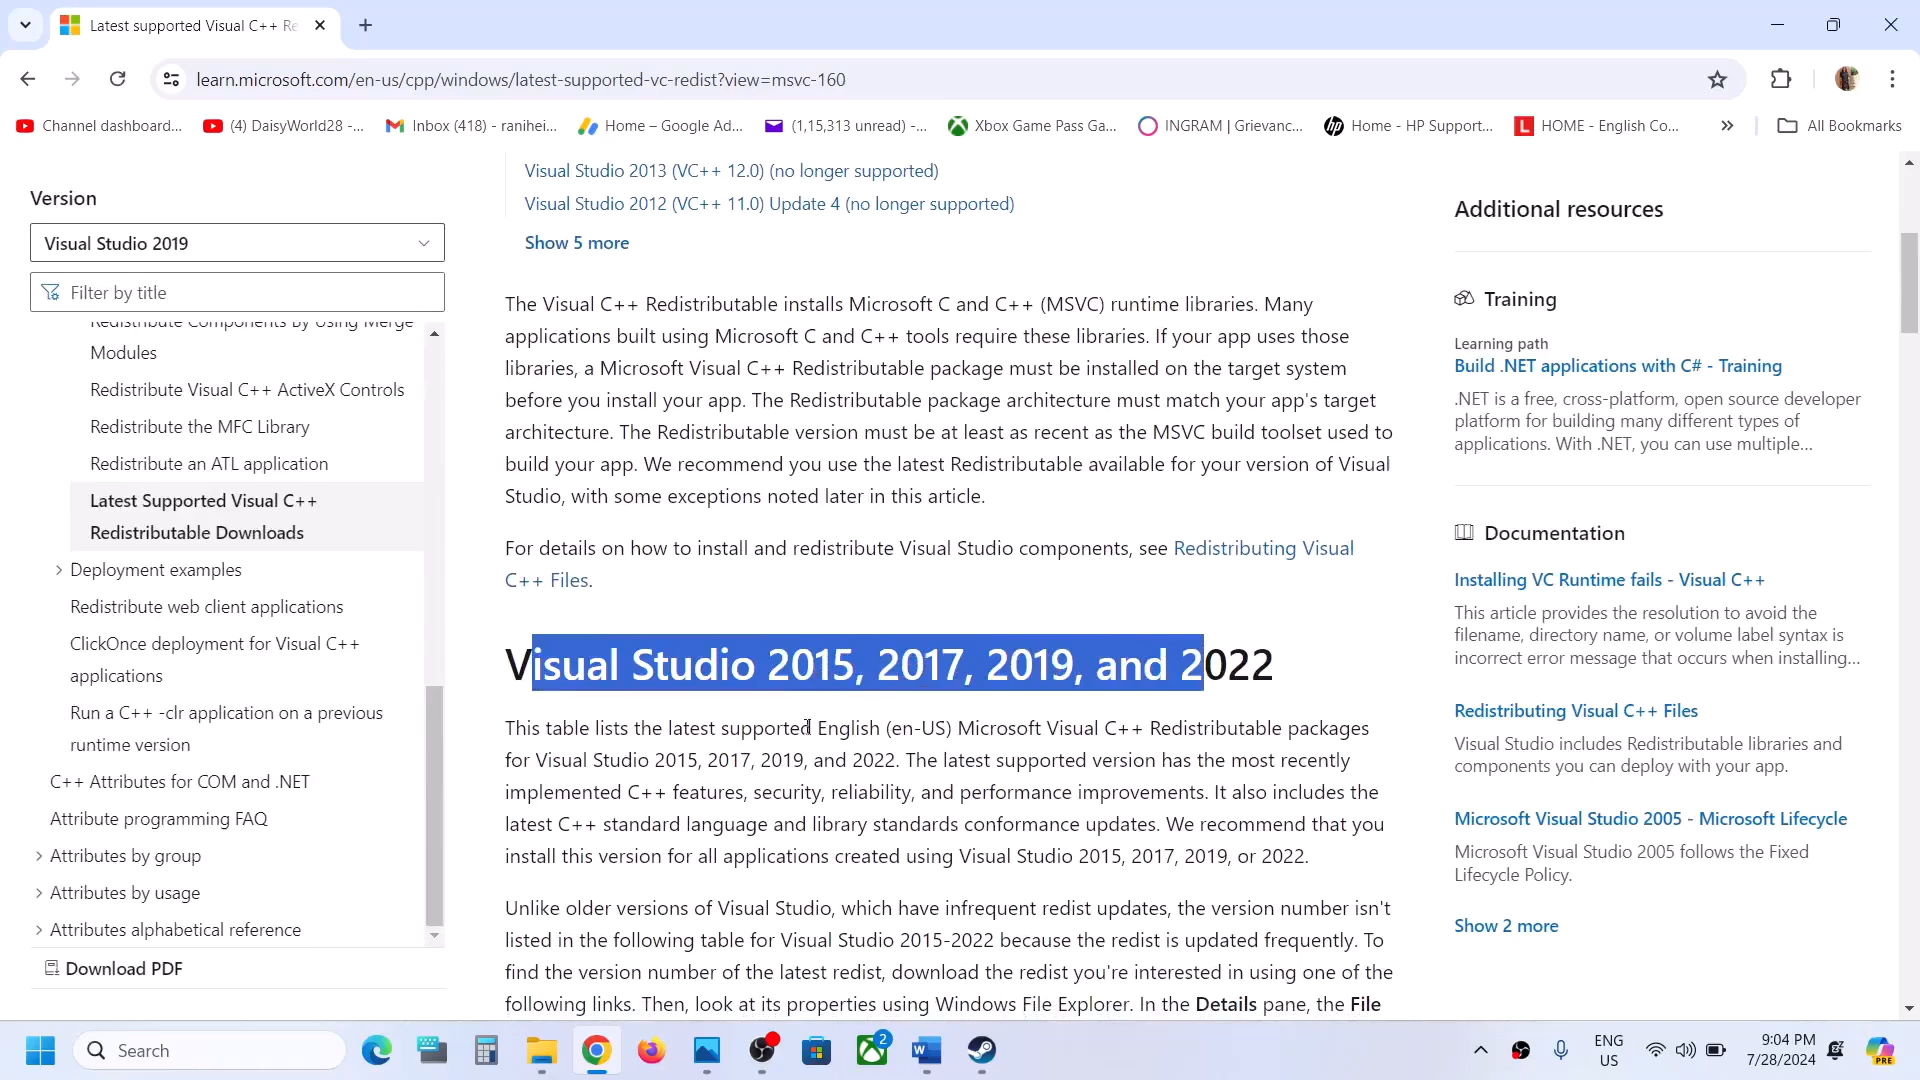 Latest supported Visual C++ Re
learn.microsoft.com/en-us/cpp/windows/latest-supported-vc-redist?view=msvc-160
Channel dashboard...
(4) DaisyWorld28 -...
Inbox (418) - ranihei...
Home – Google Ad...
(1,15,313 unread) -...
Xbox Game Pass Ga...
INGRAM | Grievanc...
Home - HP Support...
HOME - English Co...
All Bookmarks
Version
Visual Studio 2019
Filter by title
Redistribute Components By Using Merge
Modules
Redistribute Visual C++ ActiveX Controls
Redistribute the MFC Library
Redistribute an ATL application
Latest Supported Visual C++
Redistributable Downloads
Deployment examples
Redistribute web client applications
ClickOnce deployment for Visual C++
applications
Run a C++ -clr application on a previous
runtime version
C++ Attributes for COM and .NET
Attribute programming FAQ
Attributes by group
Attributes by usage
Attributes alphabetical reference
Download PDF
Visual Studio 2013 (VC++ 12.0) (no longer supported)
Visual Studio 2012 (VC++ 11.0) Update 4 (no longer supported)
Show 5 more
The Visual C++ Redistributable installs Microsoft C and C++ (MSVC) runtime libraries. Many
applications built using Microsoft C and C++ tools require these libraries. If your app uses those
libraries, a Microsoft Visual C++ Redistributable package must be installed on the target system
before you install your app. The Redistributable package architecture must match your app's target
architecture. The Redistributable version must be at least as recent as the MSVC build toolset used to
build your app. We recommend you use the latest Redistributable available for your version of Visual
Studio, with some exceptions noted later in this article.
For details on how to install and redistribute Visual Studio components, see Redistributing Visual
C++ Files.
Visual Studio 2015, 2017, 2019, and 2022
This table lists the latest supported English (en-US) Microsoft Visual C++ Redistributable packages
for Visual Studio 2015, 2017, 2019, and 2022. The latest supported version has the most recently
implemented C++ features, security, reliability, and performance improvements. It also includes the
latest C++ standard language and library standards conformance updates. We recommend that you
install this version for all applications created using Visual Studio 2015, 2017, 2019, or 2022.
Unlike older versions of Visual Studio, which have infrequent redist updates, the version number isn't
listed in the following table for Visual Studio 2015-2022 because the redist is updated frequently. To
find the version number of the latest redist, download the redist you're interested in using one of the
following links. Then, look at its properties using Windows File Explorer. In the Details pane, the File
Additional resources
Training
Learning path
Build .NET applications with C# - Training
.NET is a free, cross-platform, open source developer
platform for building many different types of
applications. With .NET, you can use multiple...
Documentation
Installing VC Runtime fails - Visual C++
This article provides the resolution to avoid the
filename, directory name, or volume label syntax is
incorrect error message that occurs when installing...
Redistributing Visual C++ Files
Visual Studio includes Redistributable libraries and
components you can deploy with your app.
Microsoft Visual Studio 2005 - Microsoft Lifecycle
Microsoft Visual Studio 2005 follows the Fixed
Lifecycle Policy.
Show 2 more
Search
2
ENG
US
9:04 PM
7/28/2024
PRE